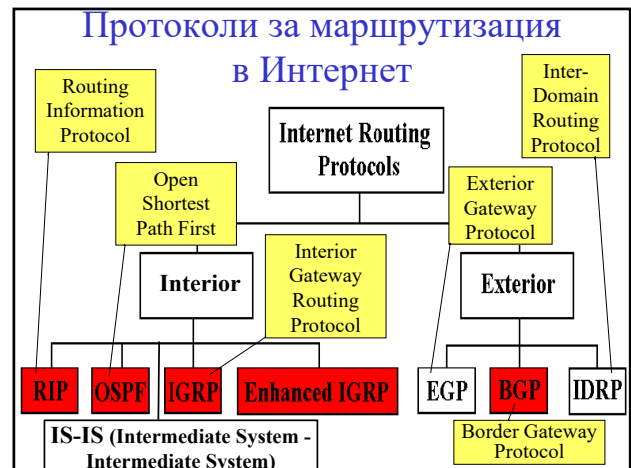 Протоколи за маршрутизация
в Интернет
Routing
Information
Protocol
Inter-
Domain
Routing
Protocol
Internet Routing
Protocols
Open
Shortest
Path First
Exterior
Gateway
Protocol
Interior
Gateway
Routing
Protocol
Interior
Exterior
RIP
OSPF
IGRP
Enhanced IGRP
EGP
BGP
IDRP
IS-IS (Intermediate System -
Intermediate System)
Border Gateway
Protocol